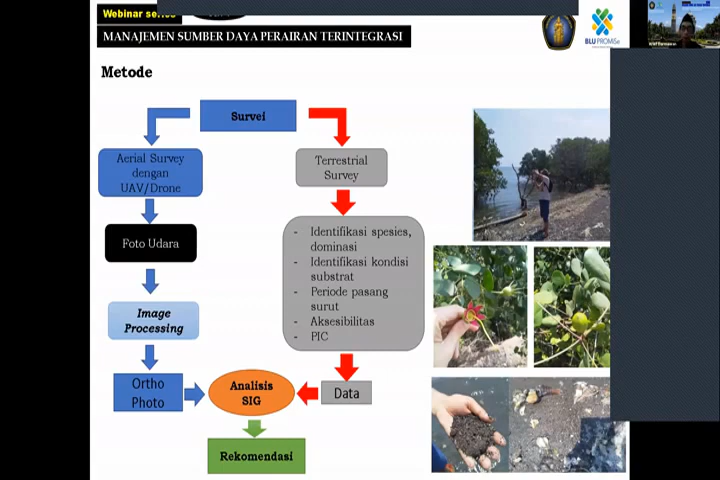 Webinar series
MANAJEMEN SUMBER DAYA PERAIRAN TERINTEGRASI
BLU PROMISe
Metode
Survei
Aerial Survey
dengan
UAV/Drone
Terrestrial
Survey
Foto Udara
- Identifikasi spesies,
dominasi
- Identifikasi kondisi
substrat
- Periode pasang
surut
- Aksesibilitas
- PIC
Image
Processing
Ortho
Photo
Analisis
SIG
Data
Rekomendasi